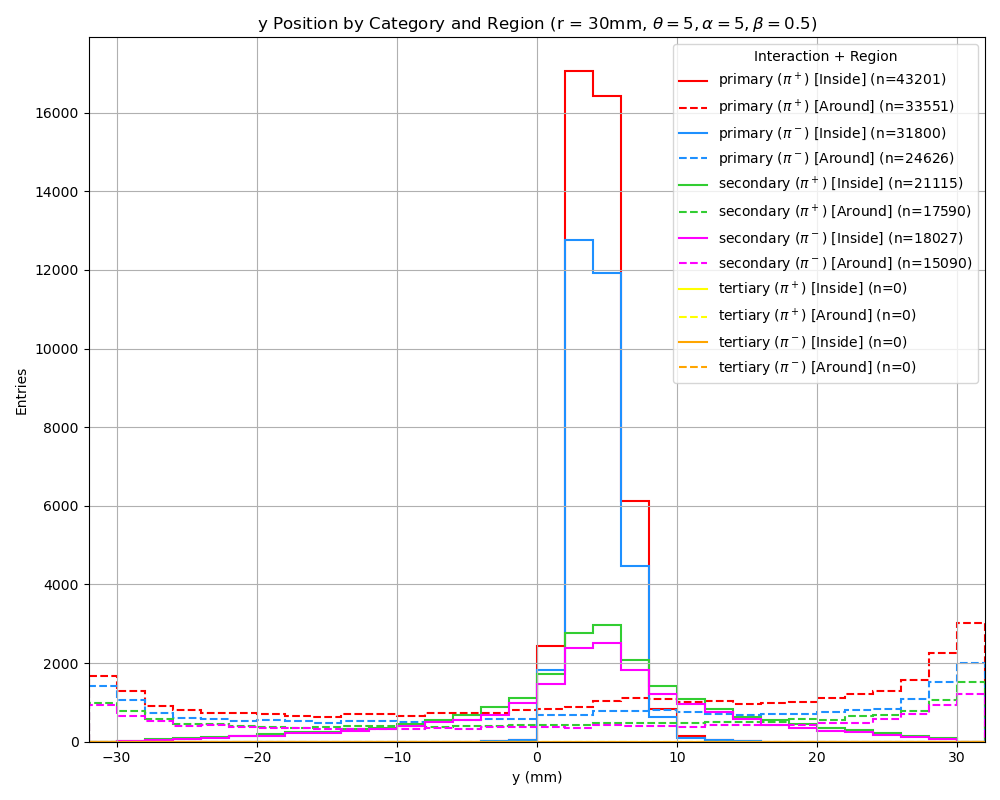 y Position by Category and Region (r = 30mm, θ = 5, α = 5, β = 0.5)
Interaction + Region
primary (π⁺) [Inside] (n=43201)
primary (π⁺) [Around] (n=33551)
primary (π⁻) [Inside] (n=31800)
primary (π⁻) [Around] (n=24626)
secondary (π⁺) [Inside] (n=21115)
secondary (π⁺) [Around] (n=17590)
secondary (π⁻) [Inside] (n=18027)
secondary (π⁻) [Around] (n=15090)
tertiary (π⁺) [Inside] (n=0)
tertiary (π⁺) [Around] (n=0)
tertiary (π⁻) [Inside] (n=0)
tertiary (π⁻) [Around] (n=0)
Entries
16000
14000
12000
10000
8000
6000
4000
2000
0
−30 −20 −10 0 10 20 30
y (mm)